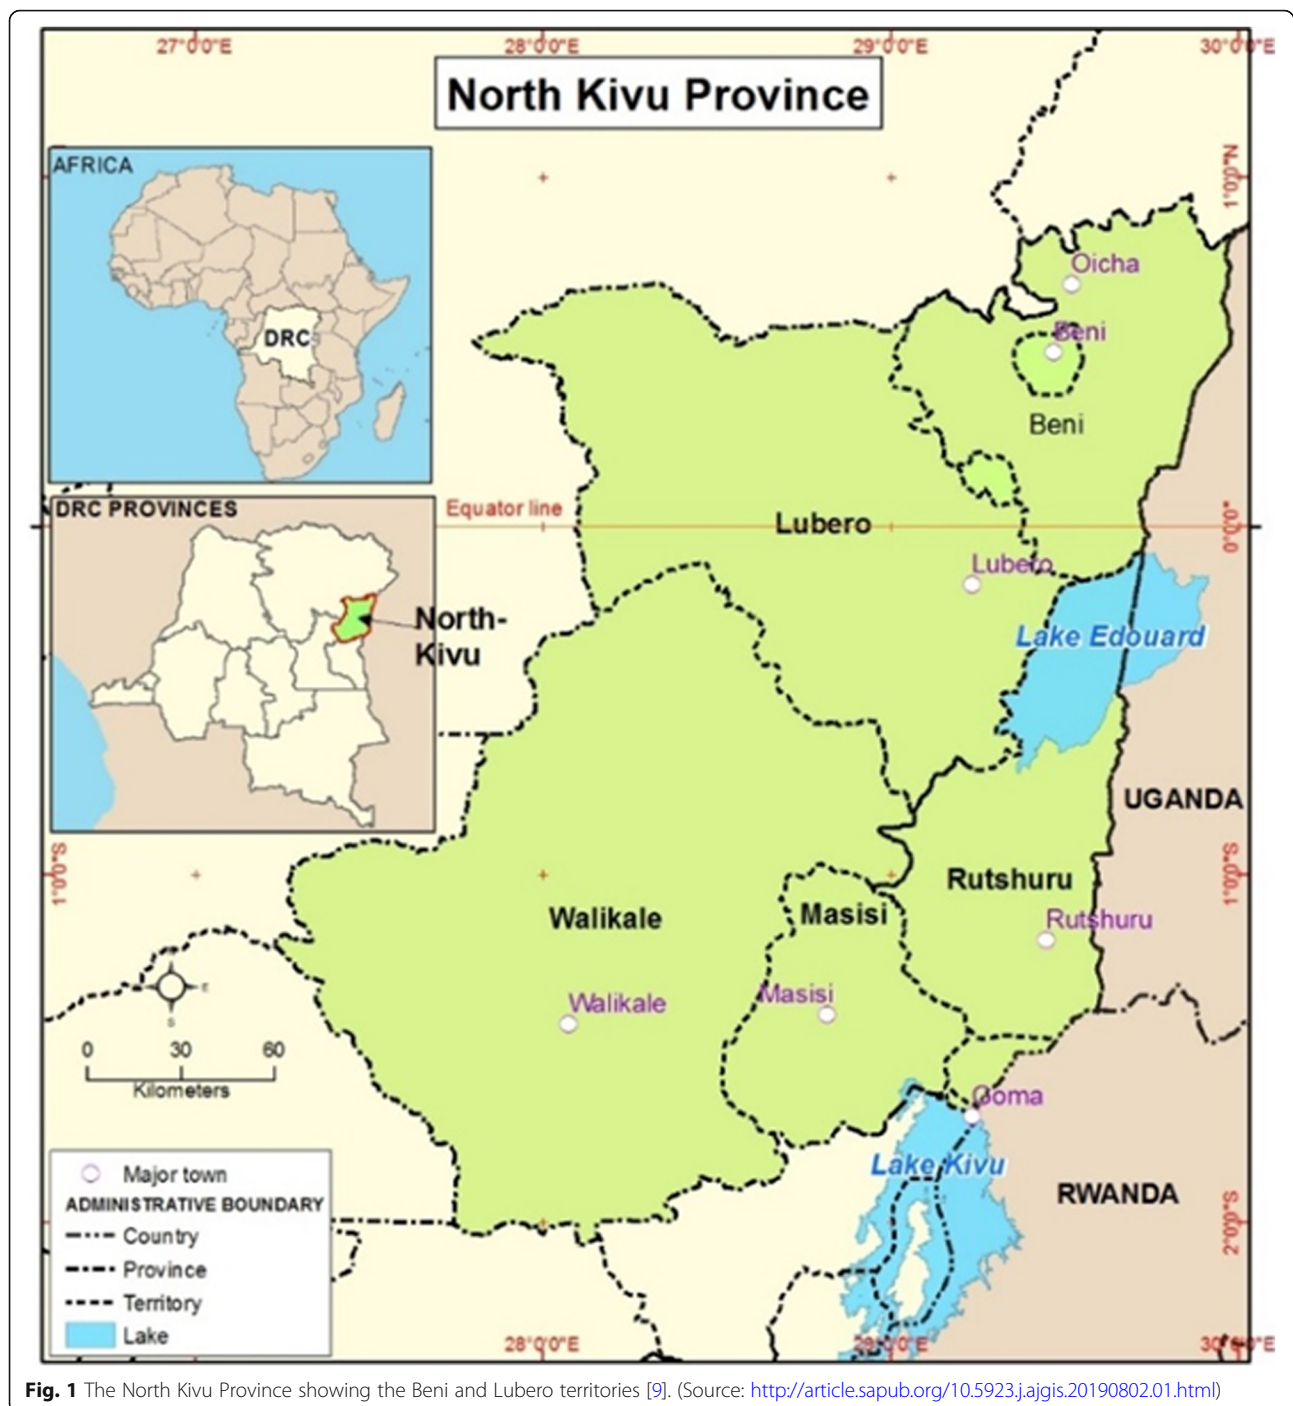 27°0'0"E 28°0'0"E 29°0'0"E 30°0'0"E
North Kivu Province
AFRICA
DRC
1°0'0"N
Oicha
Beni
Beni
DRC PROVINCES
Equator line
0°0'0"
Lubero
Lubero
North-
Kivu
Lake Edouard
UGANDA
1°0'0"S
1°0'0"S
Rutshuru
Walikale
Masisi
Rutshuru
Walikale
Masisi
E
S
0 30 60
Kilometers
Goma
Lake Kivu
RWANDA
2°0'0"S
Major town
ADMINISTRATIVE BOUNDARY
Country
Province
Territory
Lake
28°0'0"E 29°0'0"E 30°0'0"E
Fig. 1 The North Kivu Province showing the Beni and Lubero territories [9]. (Source: http://article.sapub.org/10.5923.j.ajgis.20190802.01.html)